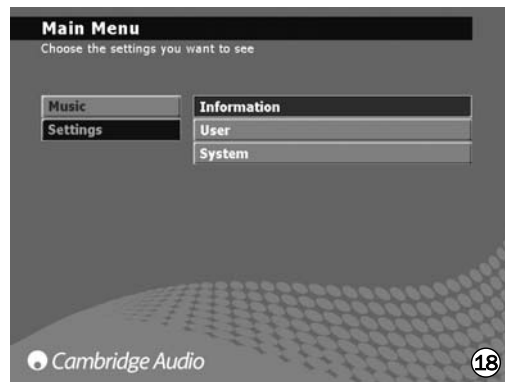 Main Menu
Choose the settings you want to see
Music
Information
Settings
User
System
Cambridge Audio
18